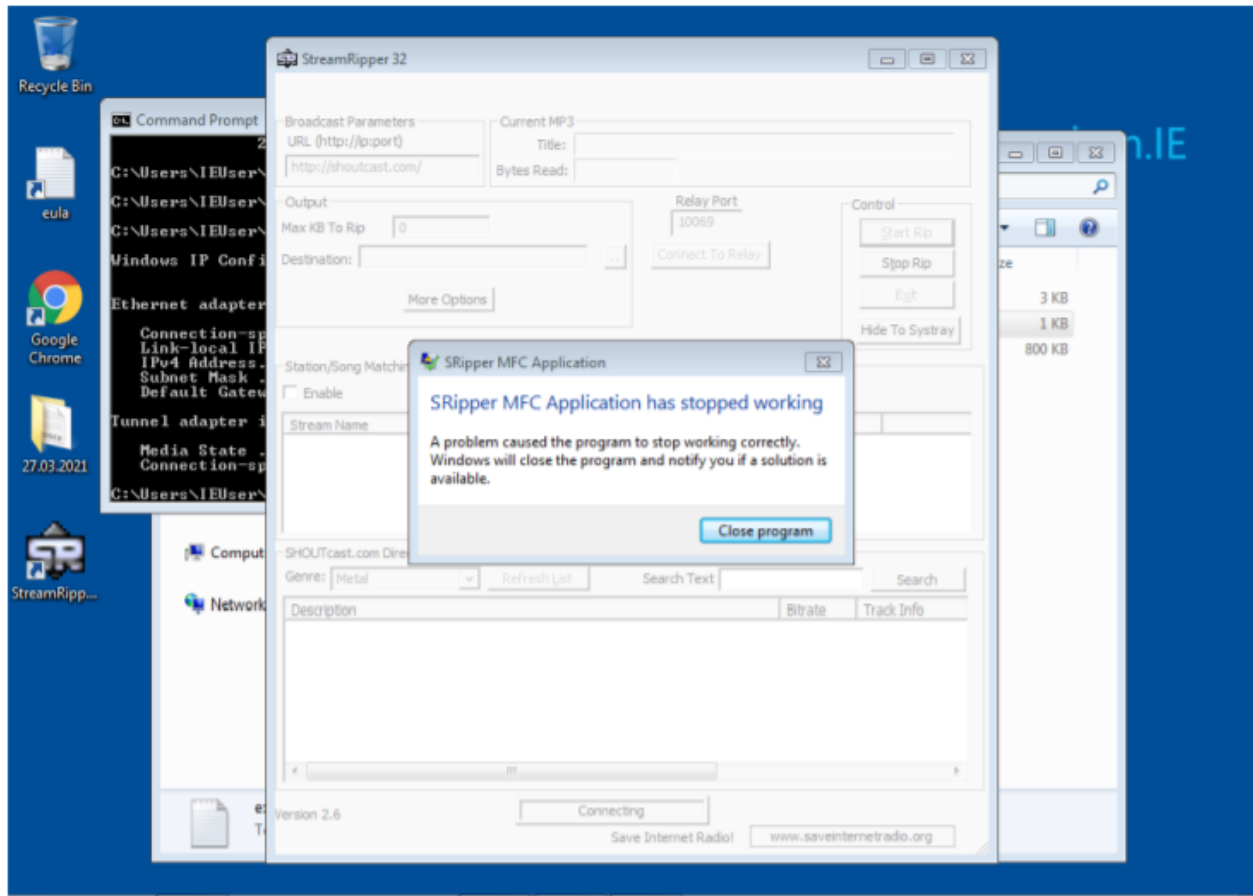 Recycle Bin
eula
Google
Chrome
27.03.2021
StreamRipp...
Command Prompt
C:\Users\IEUser\
C:\Users\IEUser\
C:\Users\IEUser\
Windows IP Confi
Ethernet adapter
Connection-sp
Link-local IP
IPv4 Address.
Subnet Mask .
Default Gatew
Tunnel adapter i
Media State .
Connection-sp
C:\Users\IEUser\
StreamRipper 32
Broadcast Parameters
URL (http://ip:port)
http://shoutcast.com/
Current MP3
Title:
Bytes Read:
Output
Max KB To Rip 0
Destination:
..
More Options
Relay Port
10069
Connect To Relay
Control
Start Rip
Stop Rip
Exit
Hide To Systray
Station/Song Matchin
Enable
Stream Name
SRipper MFC Application
SRipper MFC Application has stopped working
A problem caused the program to stop working correctly.
Windows will close the program and notify you if a solution is
available.
Close program
SHOUTcast.com Dire
Genre: Metal Refresh List Search Text Search
Description Bitrate Track Info
Version 2.6
Connecting
Save Internet Radio! www.saveinternetradio.org
Comput
Network
n.IE
ze
3 KB
1 KB
800 KB